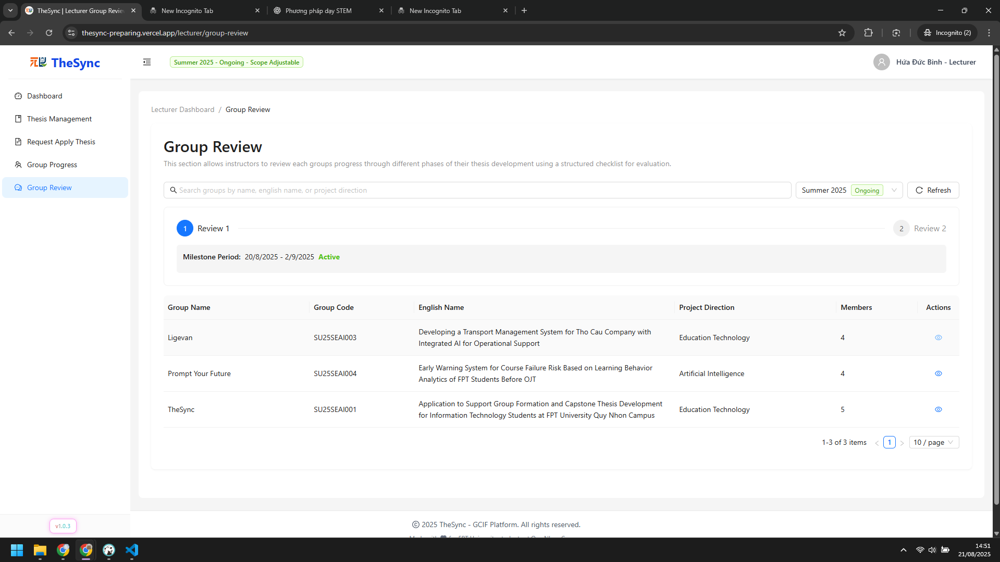 TheSync | Lecturer Group Revie
New Incognito Tab
Phương pháp dạy STEM
New Incognito Tab
thesync-preparing.vercel.app/lecturer/group-review
Incognito (2)
TheSync
Summer 2025 - Ongoing - Scope Adjustable
Hứa Đức Bình - Lecturer
Dashboard
Thesis Management
Request Apply Thesis
Group Progress
Group Review
Lecturer Dashboard / Group Review
Group Review
This section allows instructors to review each groups progress through different phases of their thesis development using a structured checklist for evaluation.
Search groups by name, english name, or project direction
Summer 2025 Ongoing
Refresh
1 Review 1
2 Review 2
Milestone Period: 20/8/2025 - 2/9/2025 Active
Group Name Group Code English Name Project Direction Members Actions
Ligevan SU25SEAI003 Developing a Transport Management System for Tho Cau Company with
Integrated AI for Operational Support Education Technology 4
Prompt Your Future SU25SEAI004 Early Warning System for Course Failure Risk Based on Learning Behavior
Analytics of FPT Students Before OJT Artificial Intelligence 4
TheSync SU25SEAI001 Application to Support Group Formation and Capstone Thesis Development
for Information Technology Students at FPT University Quy Nhon Campus Education Technology 5
1-3 of 3 items < 1 > 10 / page
v1.0.3
© 2025 TheSync - GCIF Platform. All rights reserved.
14:51
21/08/2025